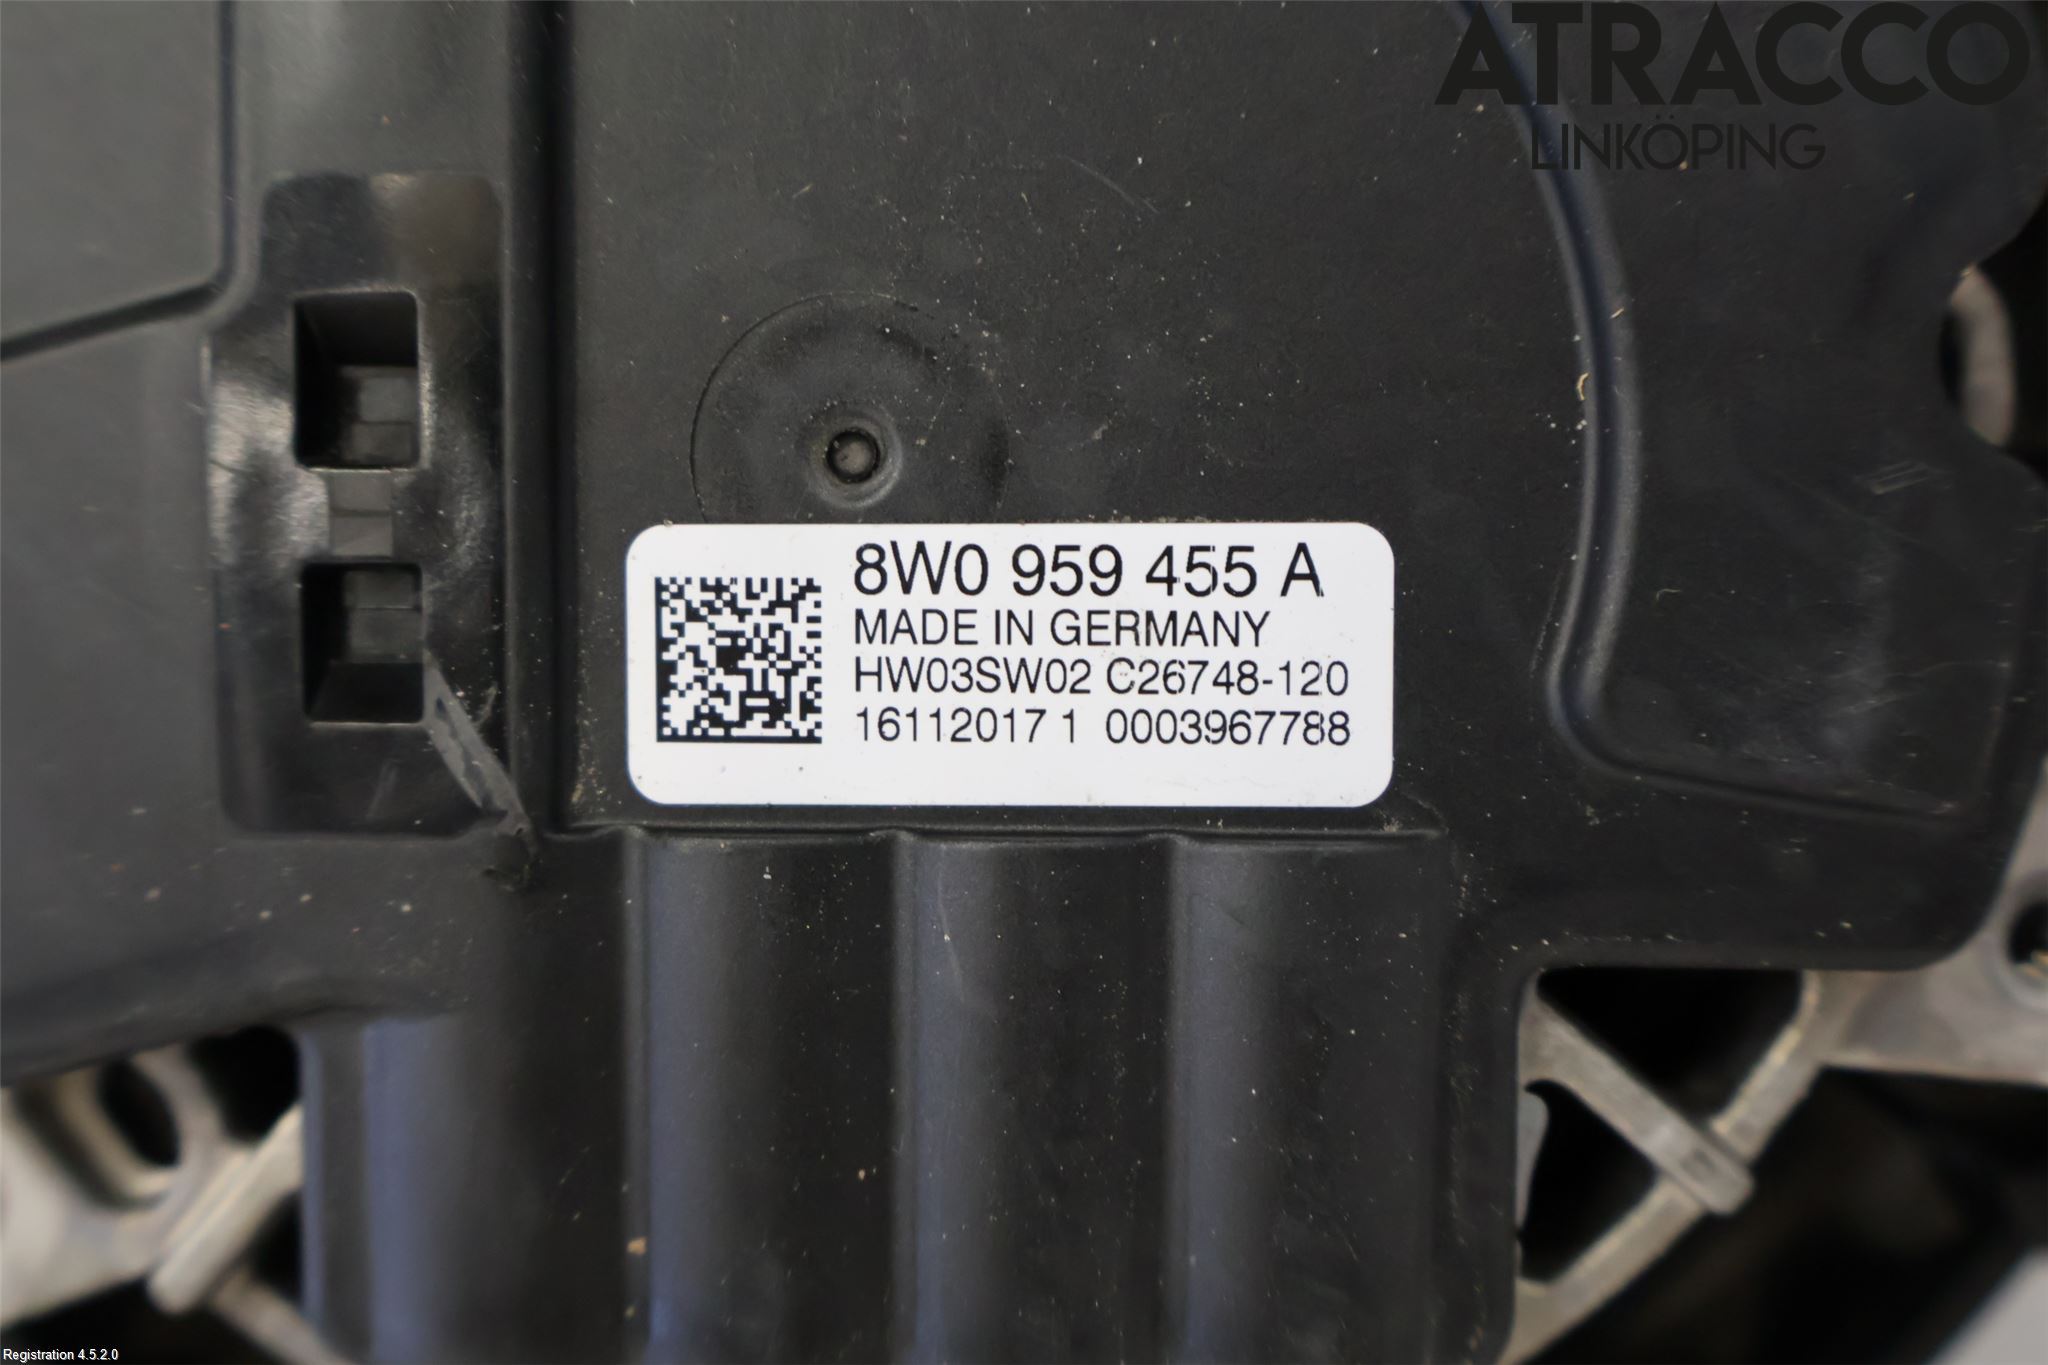 ATRACCO
LINKÖPING
8W0 959 455 A
MADE IN GERMANY
HW03SW02 C26748-120
16112017 1 0003967788
Registration 4.5.2.0